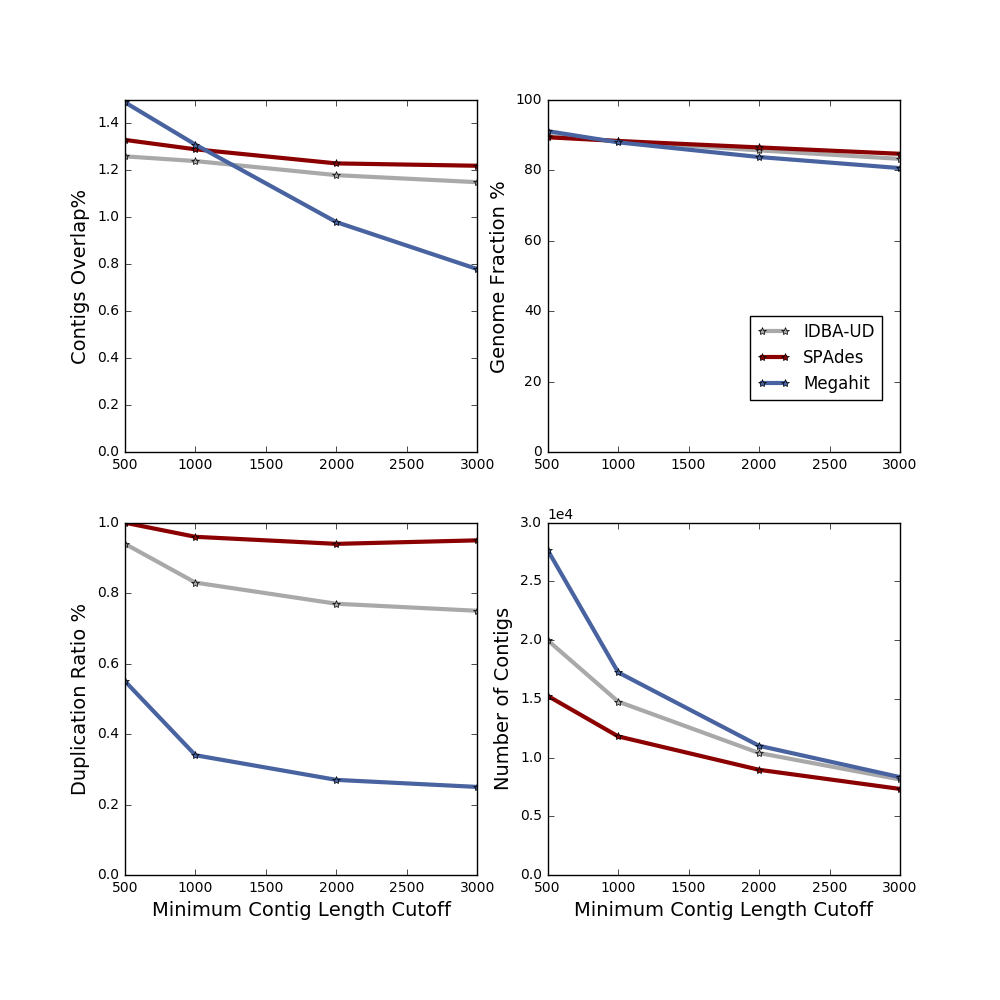 Contigs Overlap%
1.4
1.2
1.0
0.8
0.6
0.4
0.2
0.0
500 1000 1500 2000 2500 3000
Genome Fraction %
100
80
60
40
20
0
500 1000 1500 2000 2500 3000
IDBA-UD
SPAdes
Megahit
Duplication Ratio %
1.0
0.8
0.6
0.4
0.2
0.0
500 1000 1500 2000 2500 3000
Minimum Contig Length Cutoff
Number of Contigs
1e4
3.0
2.5
2.0
1.5
1.0
0.5
0.0
500 1000 1500 2000 2500 3000
Minimum Contig Length Cutoff